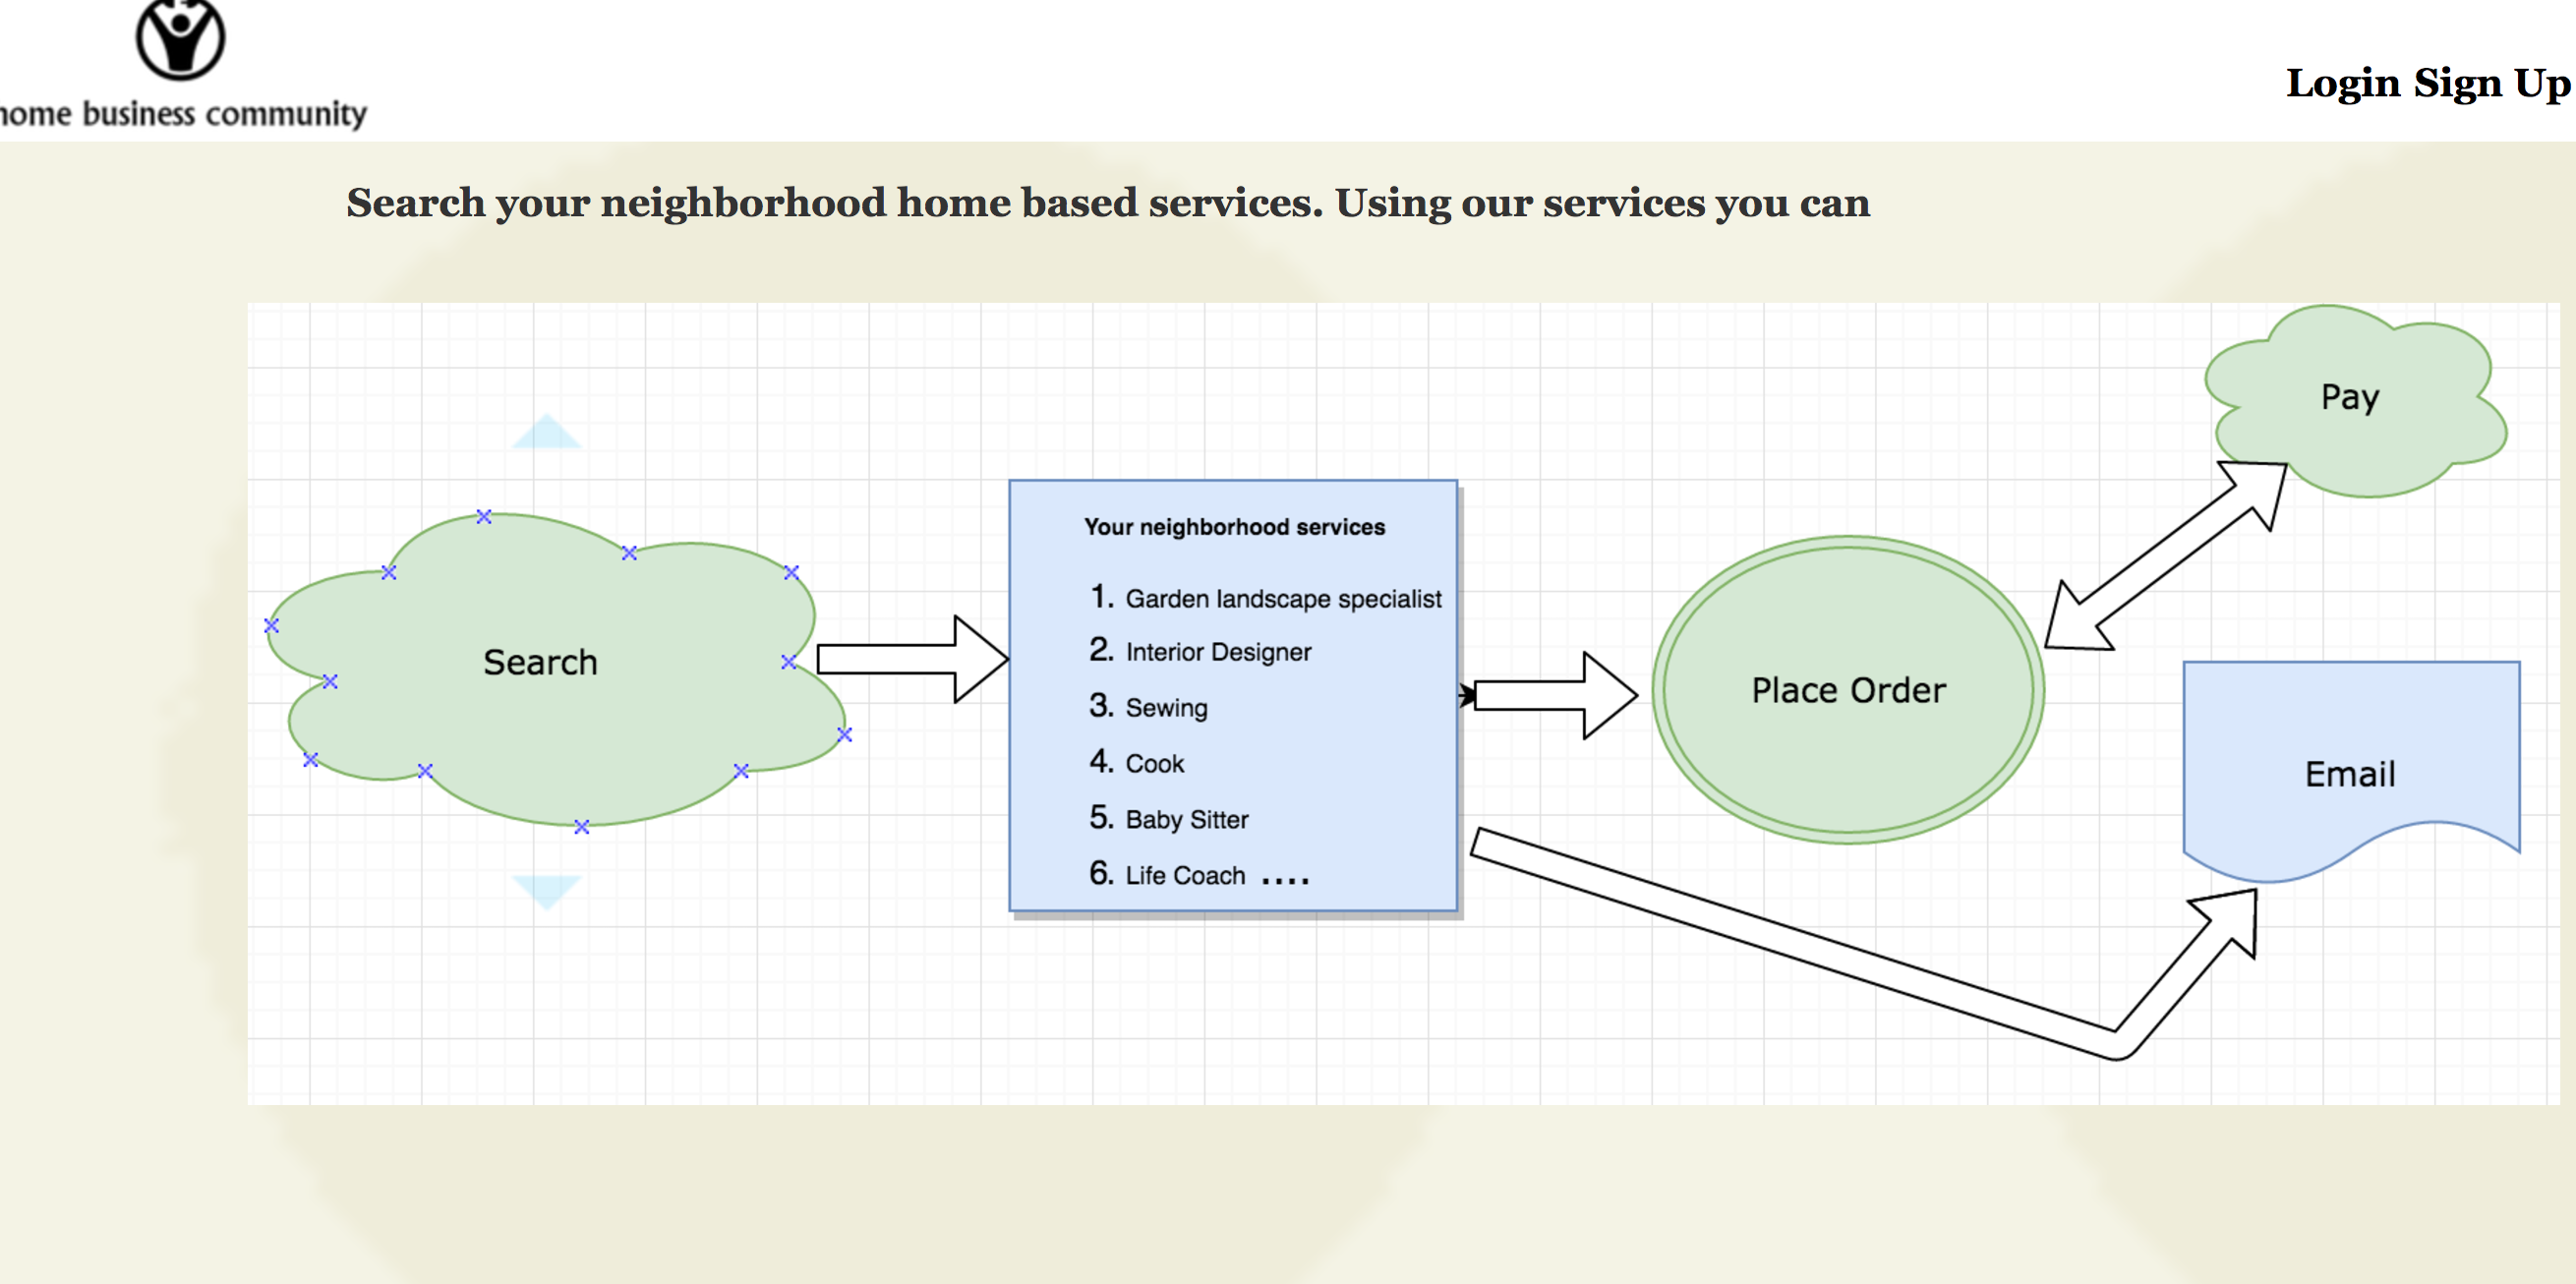 home business community
Login Sign Up
Search your neighborhood home based services. Using our services you can
Search
Your neighborhood services
1. Garden landscape specialist
2. Interior Designer
3. Sewing
4. Cook
5. Baby Sitter
6. Life Coach ....
Place Order
Pay
Email